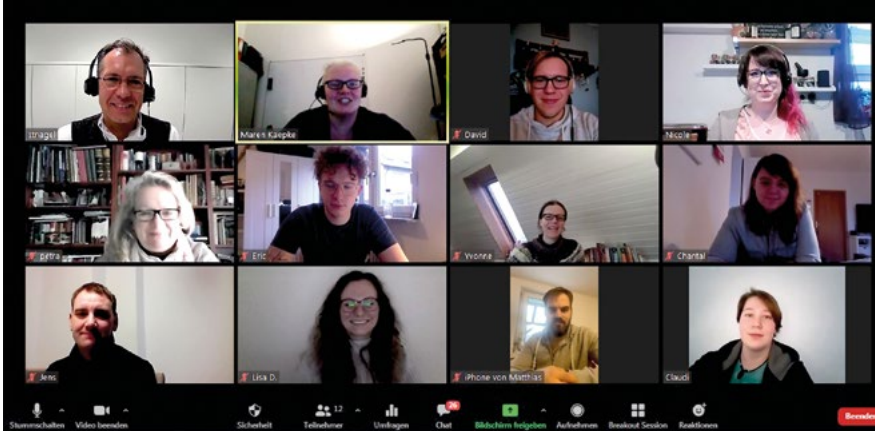 ltnagel
Maren Kaepke
David
Nicole
petra
Eric
Yvonne
Chantal
Jens
Lisa D.
iPhone von Matthias
Claudi
12
26
Stummschalten
Video beenden
Sicherheit
Teilnehmer
Umfragen
Chat
Bildschirm freigeben
Aufnehmen
Breakout Session
Reaktionen
Beenden